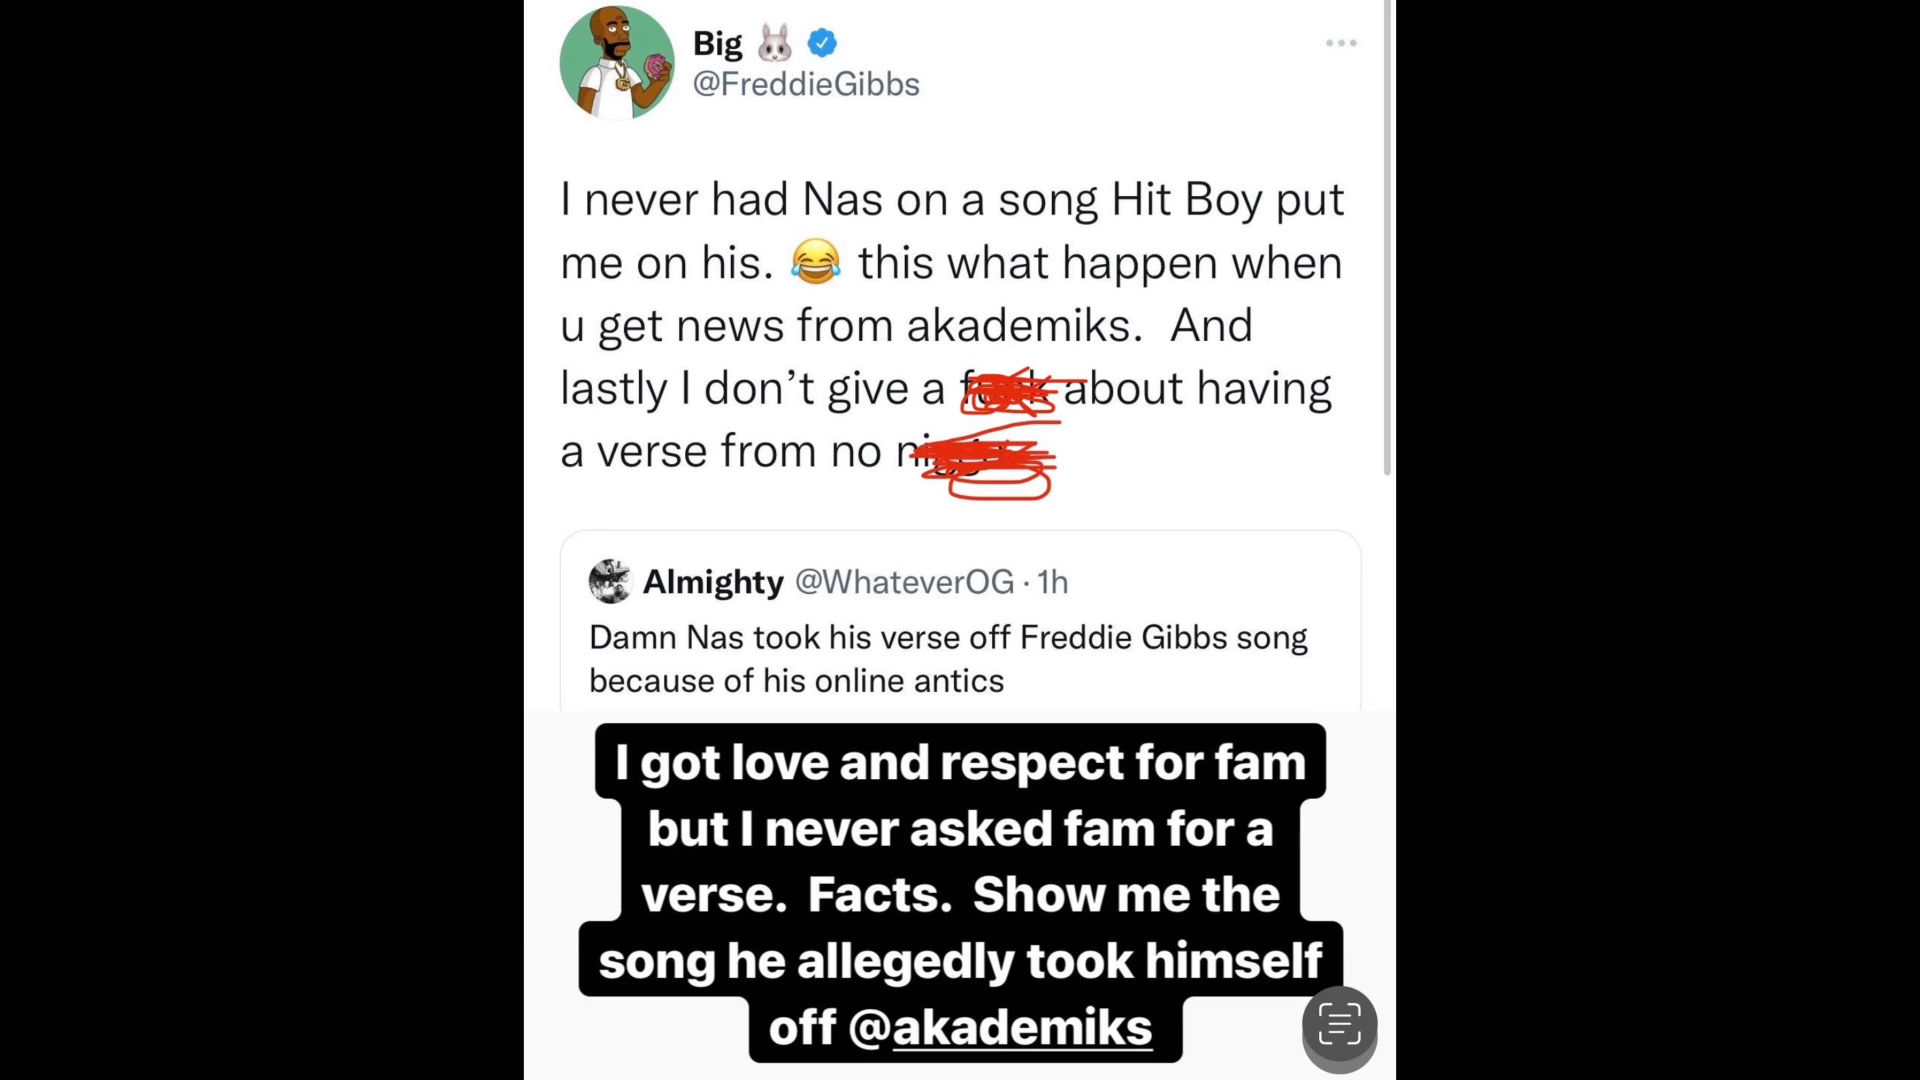 Big 🐰
@FreddieGibbs
I never had Nas on a song Hit Boy put
me on his. 😂 this what happen when
u get news from akademiks. And
lastly I don’t give a about having
a verse from no
Almighty @WhateverOG · 1h
Damn Nas took his verse off Freddie Gibbs song
because of his online antics
I got love and respect for fam
but I never asked fam for a
verse. Facts. Show me the
song he allegedly took himself
off @akademiks